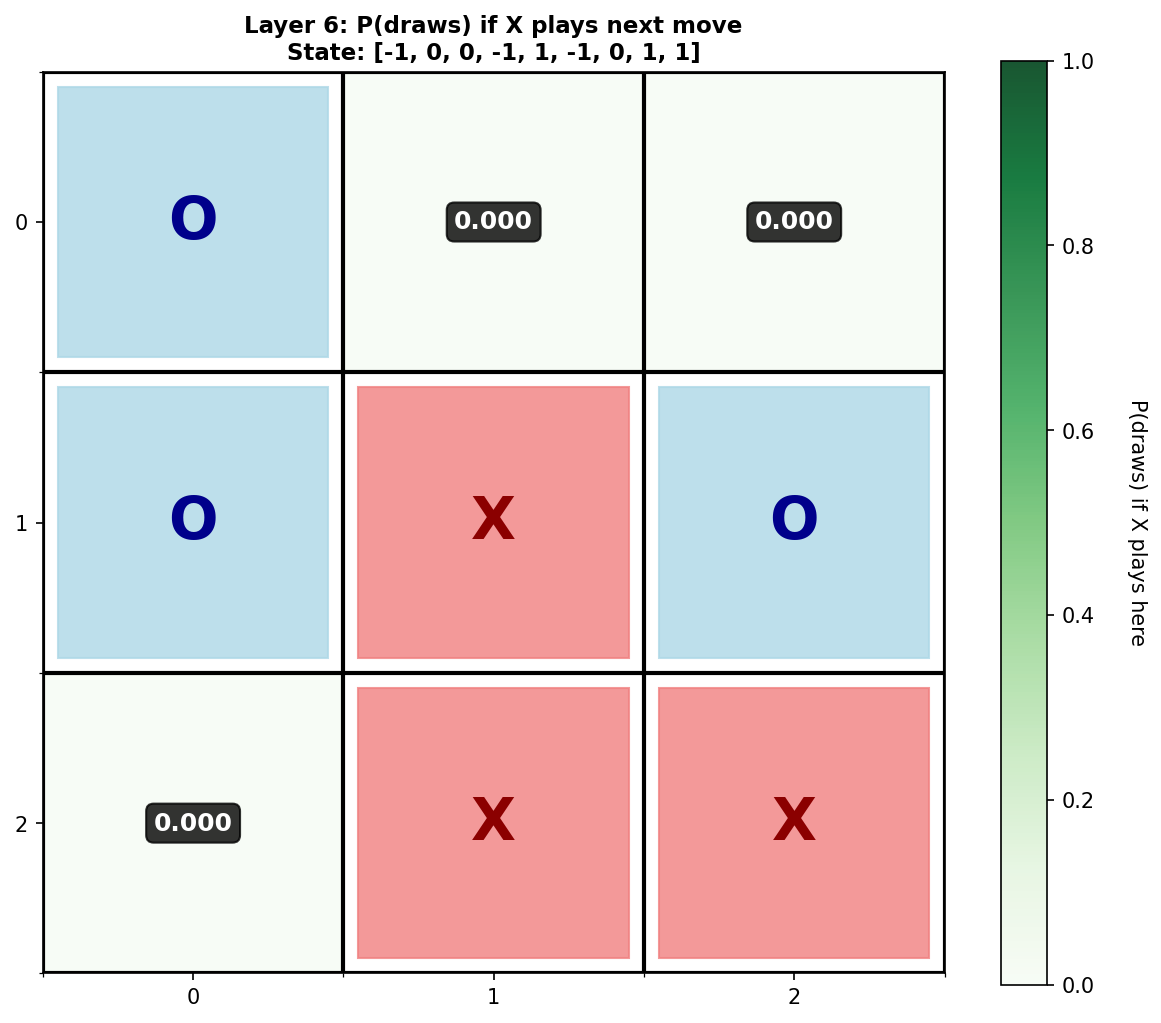 Layer 6: P(draws) if X plays next move
State: [-1, 0, 0, -1, 1, -1, 0, 1, 1]
0
O
0.000
0.000
1
O
X
O
2
0.000
X
X
0
1
2
1.0
0.8
0.6
0.4
0.2
0.0
P(draws) if X plays here